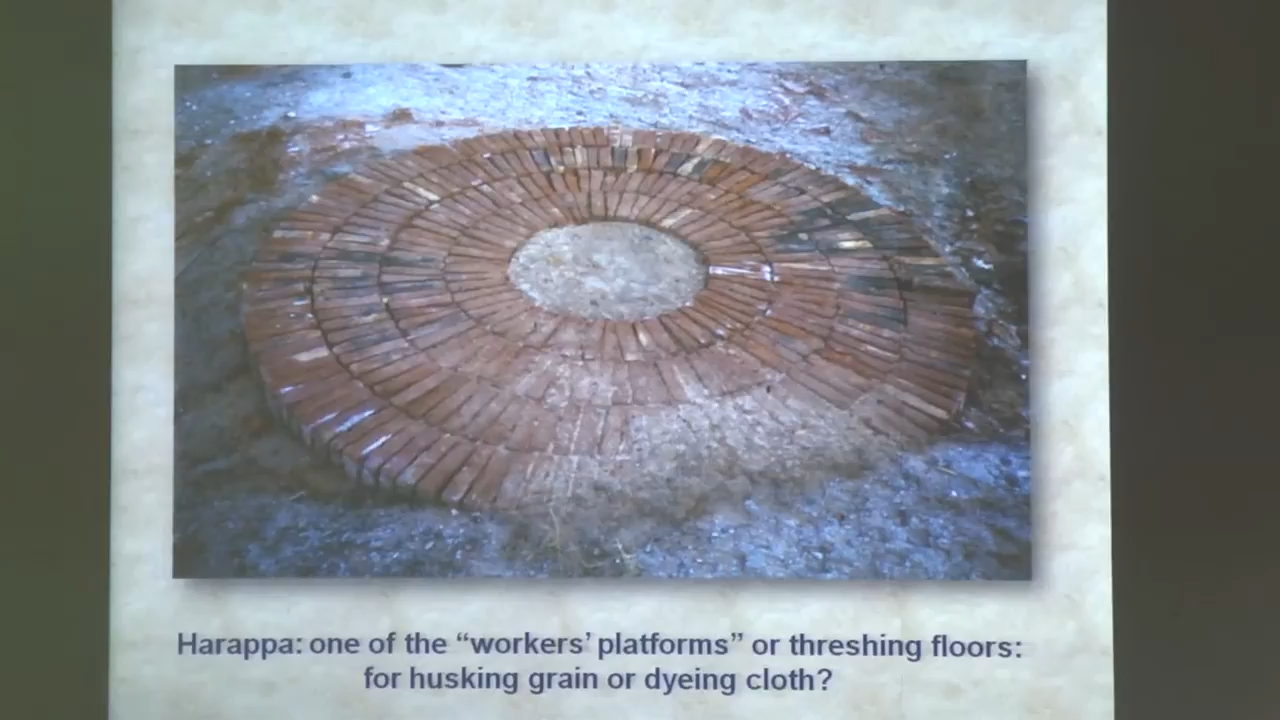 Harappa: one of the “workers’ platforms” or threshing floors:
for husking grain or dyeing cloth?